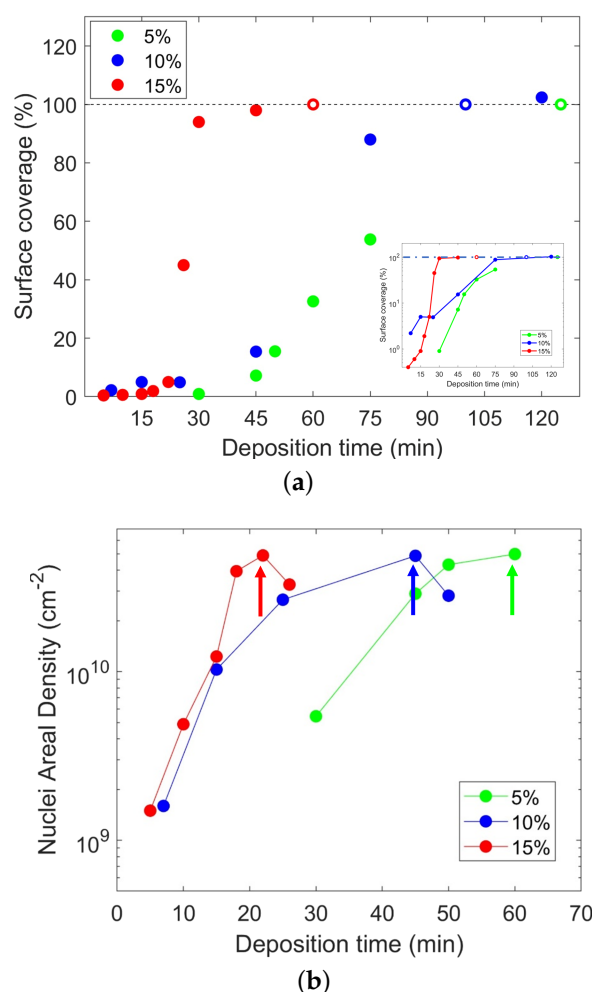 120
100
80
60
40
20
0
Surface coverage (%)
5%
10%
15%
10²
10¹
10⁰
Surface coverage (%)
5%
10%
15%
15 30 45 60 75 90 105 120
Deposition time (min)
15 30 45 60 75 90 105 120
Deposition time (min)
(a)
10¹⁰
10⁹
Nuclei Areal Density (cm⁻²)
5%
10%
15%
0 10 20 30 40 50 60 70
Deposition time (min)
(b)